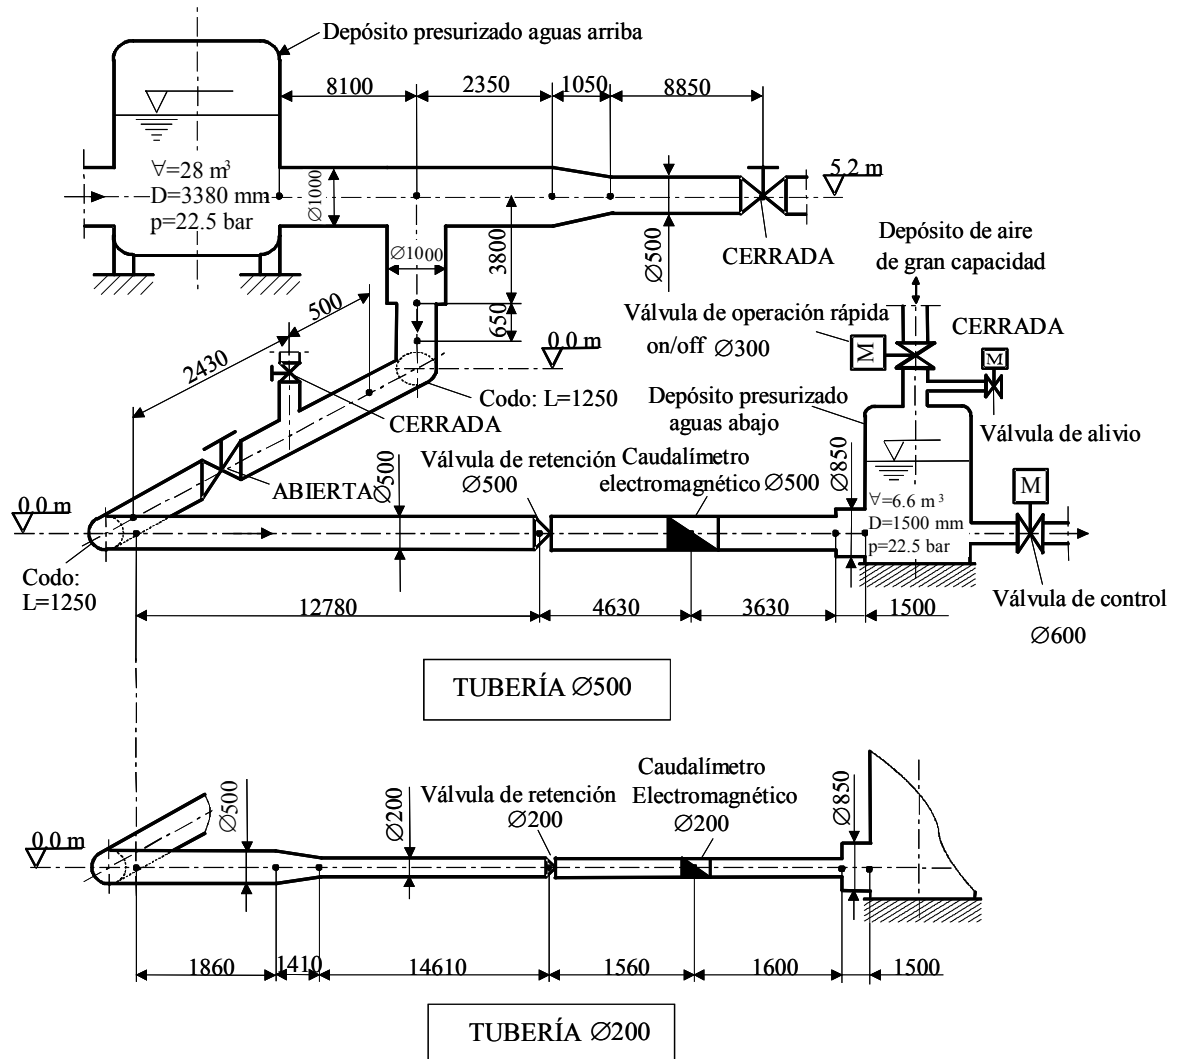 Depósito presurizado aguas arriba
8100
2350
1050
8850
∀=28 m³
D=3380 mm
p=22.5 bar
∅1000
5.2 m
∅500
CERRADA
∅1000
3800
650
Depósito de aire
de gran capacidad
Válvula de operación rápida
on/off ∅300
M
CERRADA
M
500
2430
0.0 m
Codo: L=1250
CERRADA
Depósito presurizado
aguas abajo
Válvula de alivio
ABIERTA
∅500
Válvula de retención
∅500
Caudalímetro
electromagnético ∅500
∅850
∀=6.6 m³
D=1500 mm
p=22.5 bar
M
0.0 m
Codo:
L=1250
12780
4630
3630
1500
Válvula de control
∅600
TUBERÍA ∅500
0.0 m
∅500
∅200
Válvula de retención
∅200
Caudalímetro
Electromagnético
∅200
∅850
1860
1410
14610
1560
1600
1500
TUBERÍA ∅200